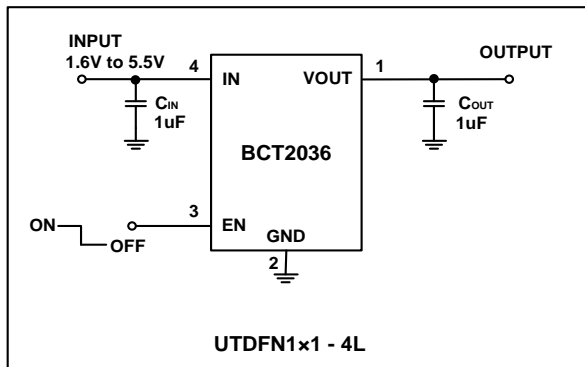 INPUT
1.6V to 5.5V
4
IN
VOUT
1
OUTPUT
CIN
1uF
COUT
1uF
BCT2036
3
EN
ON
OFF
GND
2
UTDFN1×1 - 4L